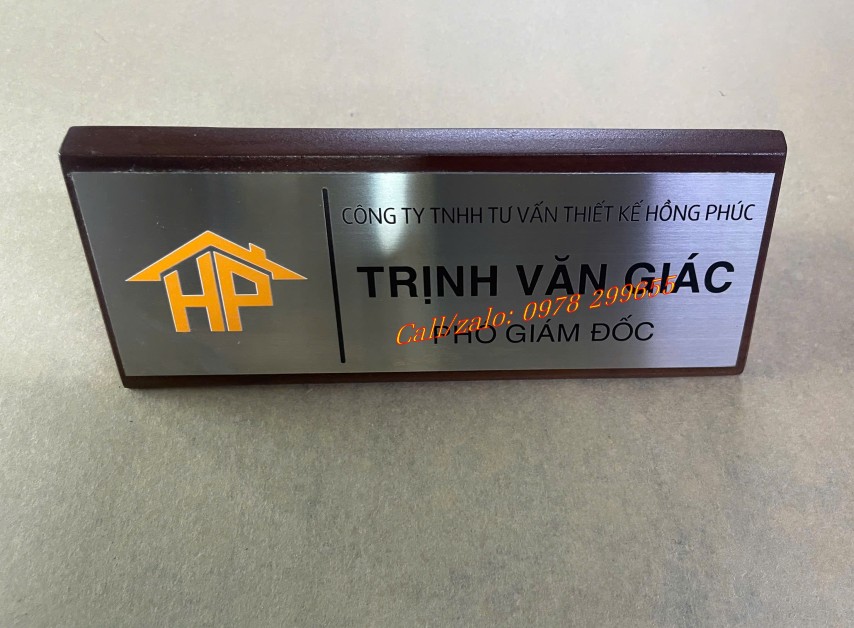 HP
CÔNG TY TNHH TƯ VẤN THIẾT KẾ HỒNG PHÚC
TRỊNH VĂN GIÁC
Call/zalo: 0978 299655
PHÓ GIÁM ĐỐC